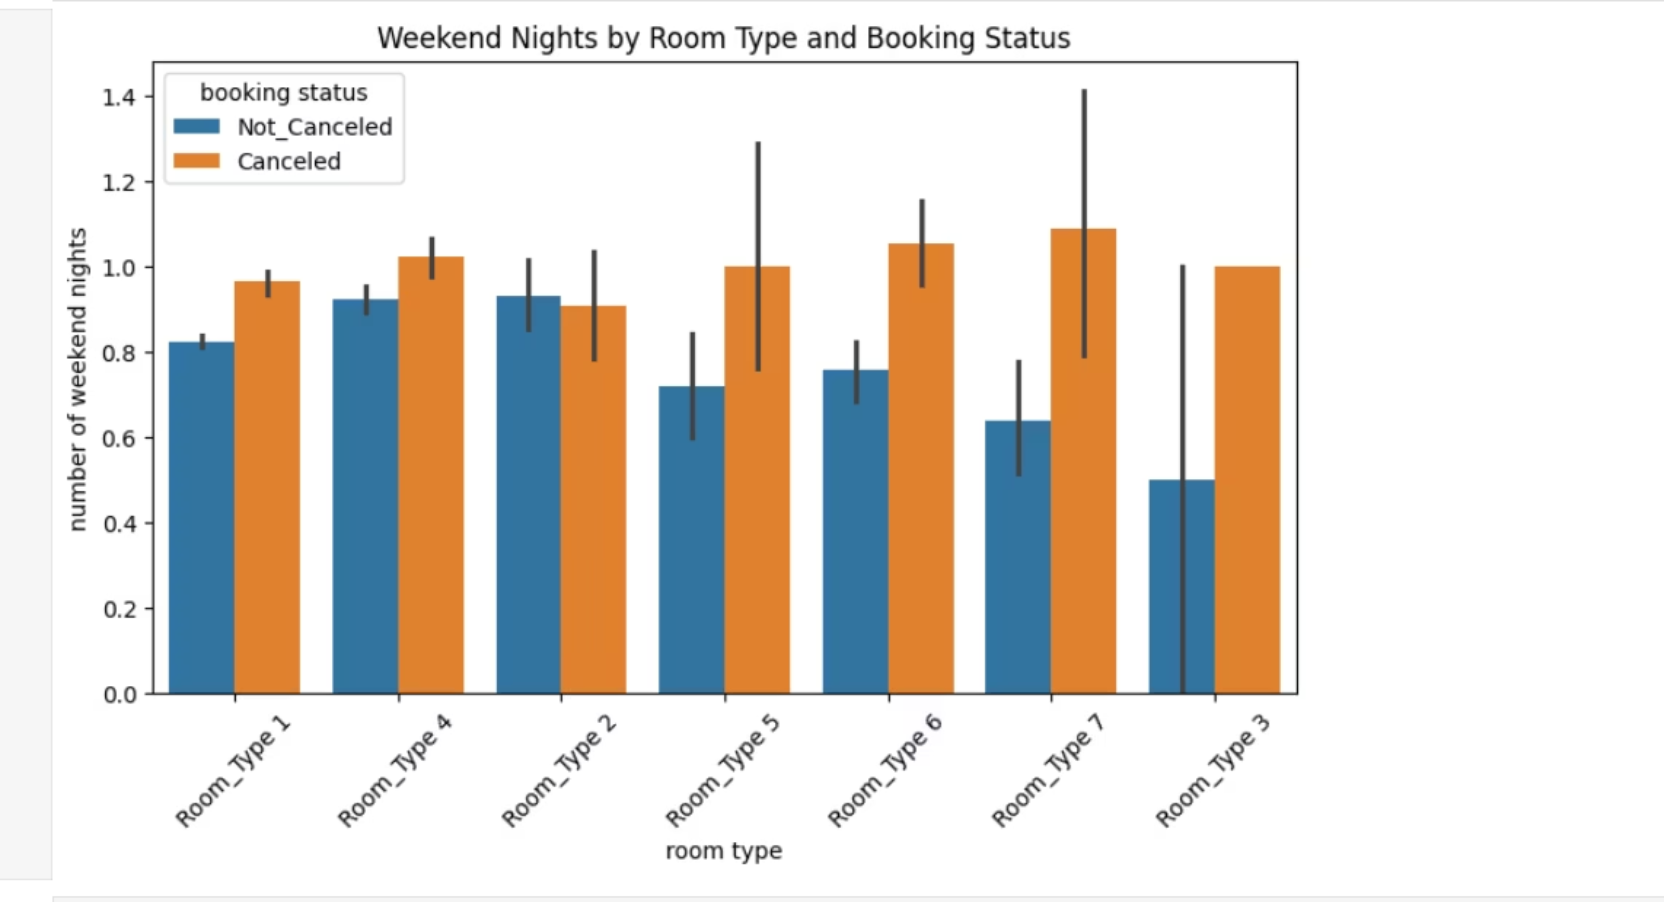 Weekend Nights by Room Type and Booking Status
booking status
Not_Canceled
Canceled
number of weekend nights
1.4
1.2
1.0
0.8
0.6
0.4
0.2
0.0
Room_Type 1
Room_Type 4
Room_Type 2
Room_Type 5
Room_Type 6
Room_Type 7
Room_Type 3
room type